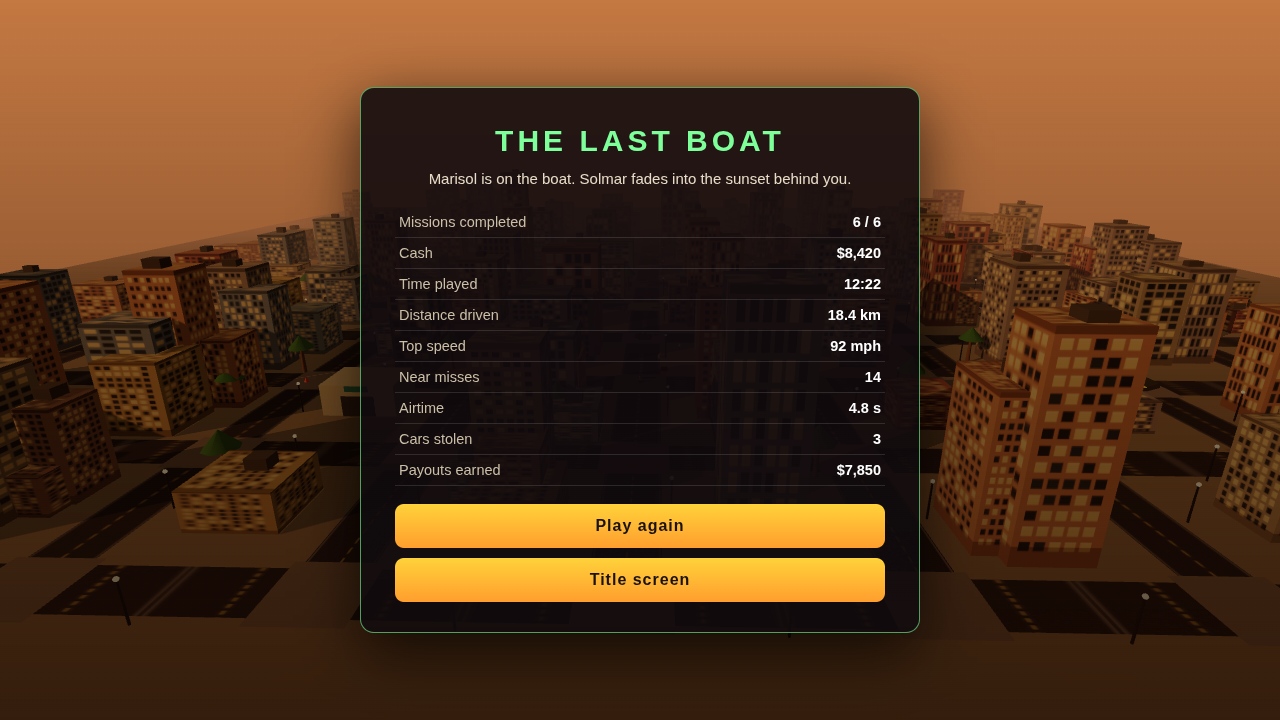 THE LAST BOAT
Marisol is on the boat. Solmar fades into the sunset behind you.
Missions completed 6 / 6
Cash $8,420
Time played 12:22
Distance driven 18.4 km
Top speed 92 mph
Near misses 14
Airtime 4.8 s
Cars stolen 3
Payouts earned $7,850
Play again
Title screen